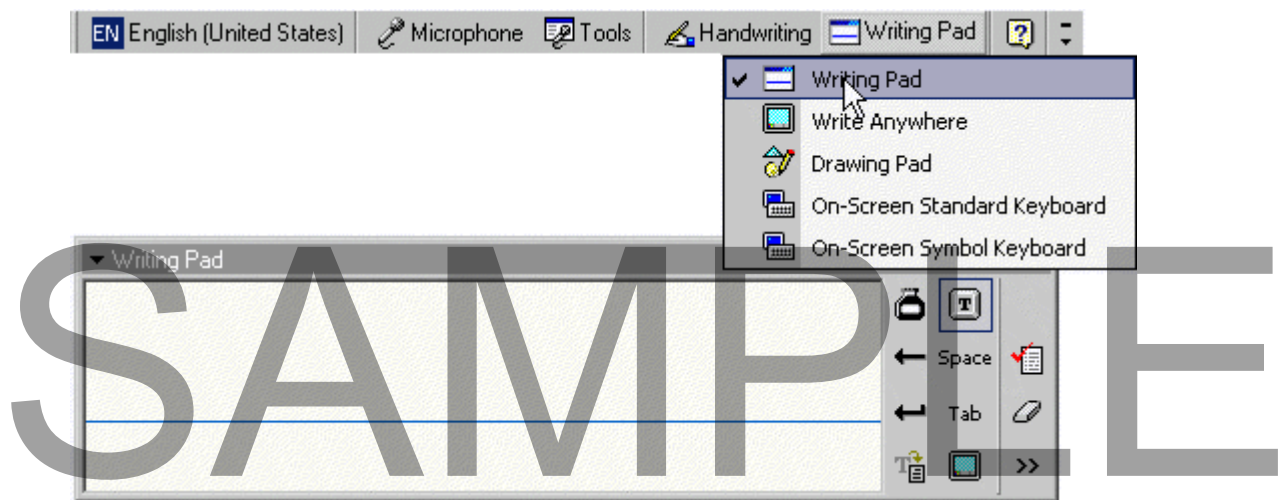 EN English (United States) Microphone Tools Handwriting Writing Pad ?
Writing Pad
Write Anywhere
Drawing Pad
On-Screen Standard Keyboard
On-Screen Symbol Keyboard
Writing Pad
T
Space
Tab
T >>
SAMPLE